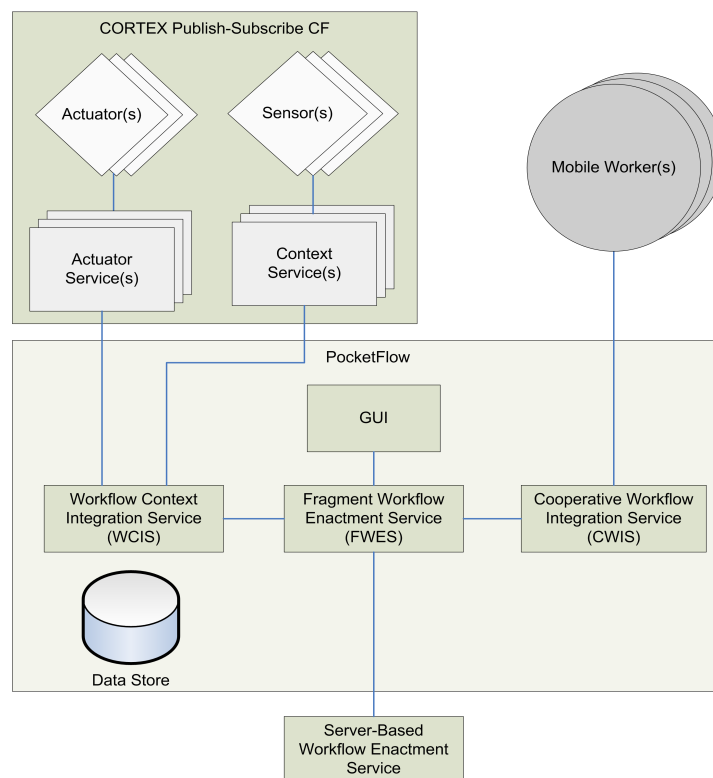 CORTEX Publish-Subscribe CF
Actuator(s)
Sensor(s)
Mobile Worker(s)
Actuator
Service(s)
Context
Service(s)
PocketFlow
GUI
Workflow Context
Integration Service
(WCIS)
Fragment Workflow
Enactment Service
(FWES)
Cooperative Workflow
Integration Service
(CWIS)
Data Store
Server-Based
Workflow Enactment
Service